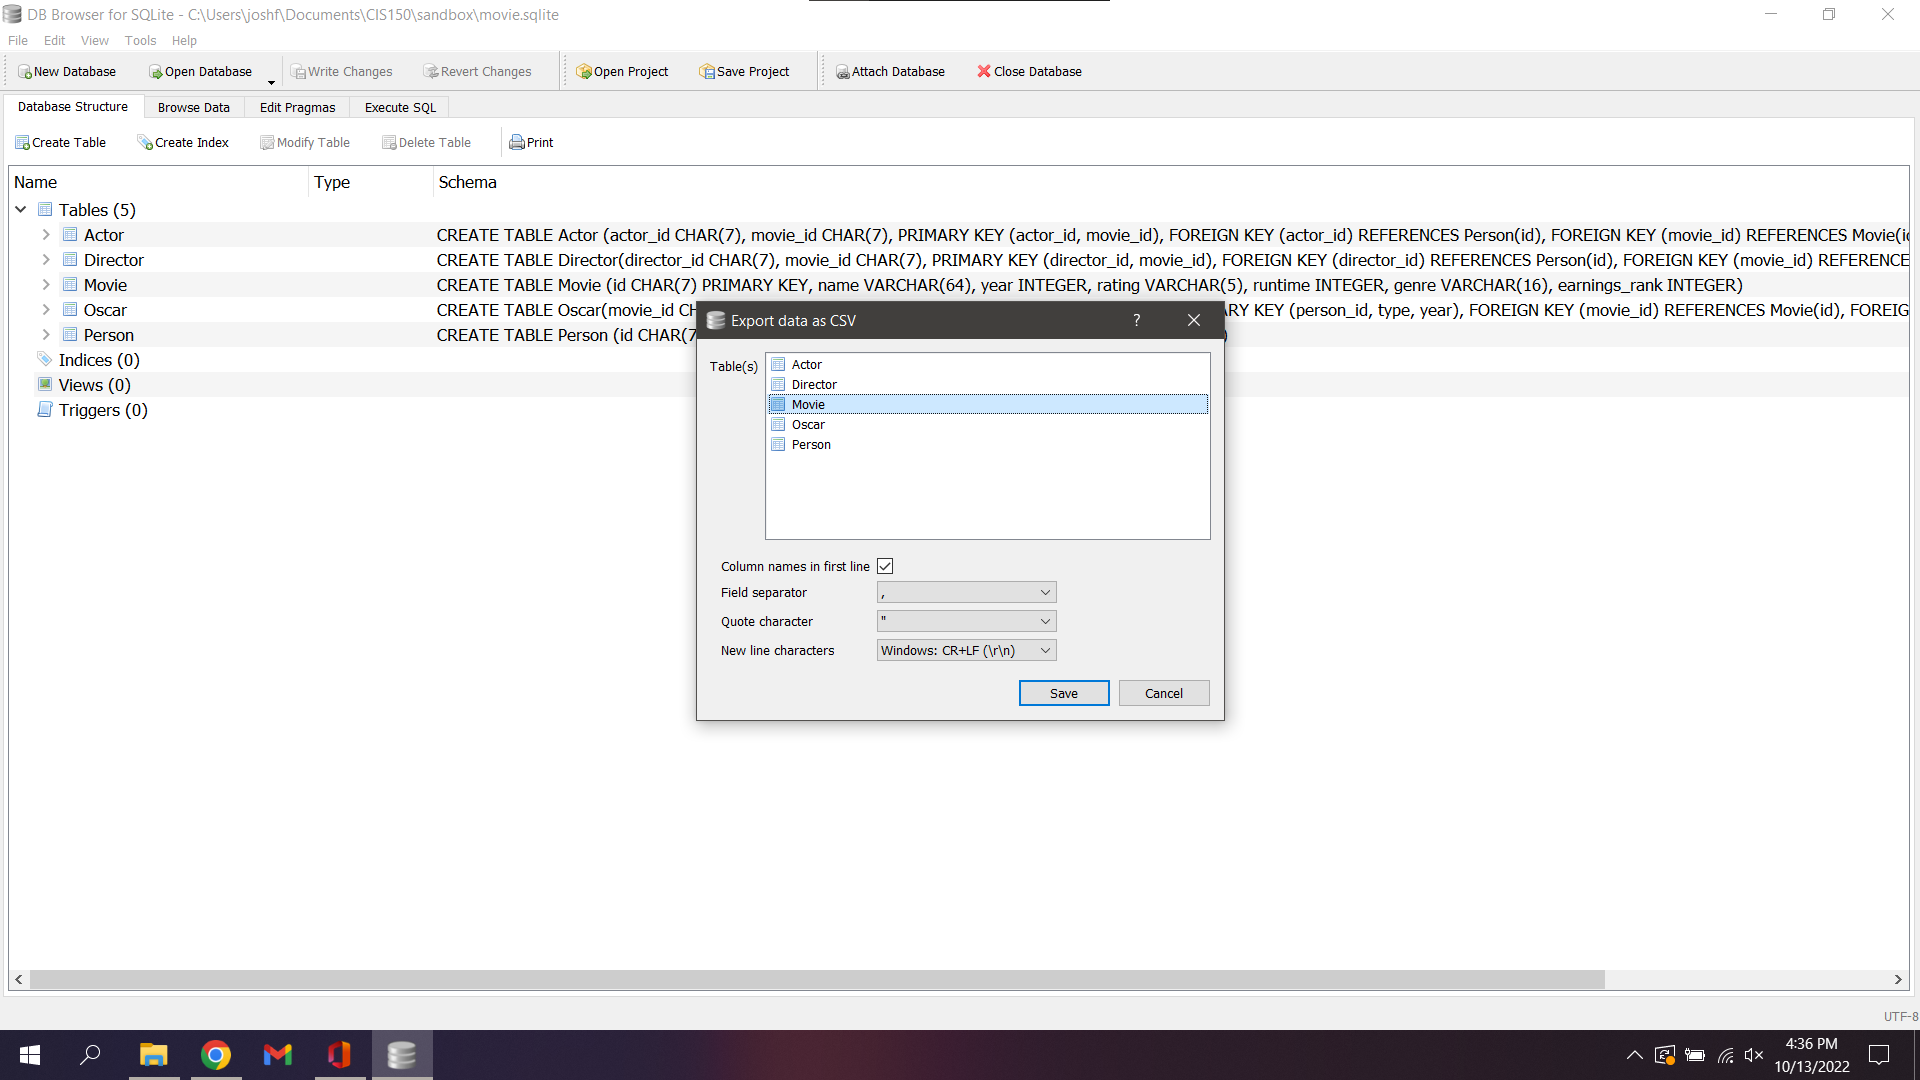 DB Browser for SQLite - C:\Users\joshf\Documents\CIS150\sandbox\movie.sqlite
File Edit View Tools Help
New Database Open Database Write Changes Revert Changes Open Project Save Project Attach Database Close Database
Database Structure Browse Data Edit Pragmas Execute SQL
Create Table Create Index Modify Table Delete Table Print
Name Type Schema
Tables (5)
Actor CREATE TABLE Actor (actor_id CHAR(7), movie_id CHAR(7), PRIMARY KEY (actor_id, movie_id), FOREIGN KEY (actor_id) REFERENCES Person(id), FOREIGN KEY (movie_id) REFERENCES Movie(i
Director CREATE TABLE Director(director_id CHAR(7), movie_id CHAR(7), PRIMARY KEY (director_id, movie_id), FOREIGN KEY (director_id) REFERENCES Person(id), FOREIGN KEY (movie_id) REFERENCE
Movie CREATE TABLE Movie (id CHAR(7) PRIMARY KEY, name VARCHAR(64), year INTEGER, rating VARCHAR(5), runtime INTEGER, genre VARCHAR(16), earnings_rank INTEGER)
Oscar CREATE TABLE Oscar(movie_id CH RY KEY (person_id, type, year), FOREIGN KEY (movie_id) REFERENCES Movie(id), FOREIG
Person CREATE TABLE Person (id CHAR(7 )
Indices (0)
Views (0)
Triggers (0)
Export data as CSV ?
Table(s)
Actor
Director
Movie
Oscar
Person
Column names in first line
Field separator ,
Quote character "
New line characters Windows: CR+LF (\r\n)
Save Cancel
UTF-8
4:36 PM
10/13/2022